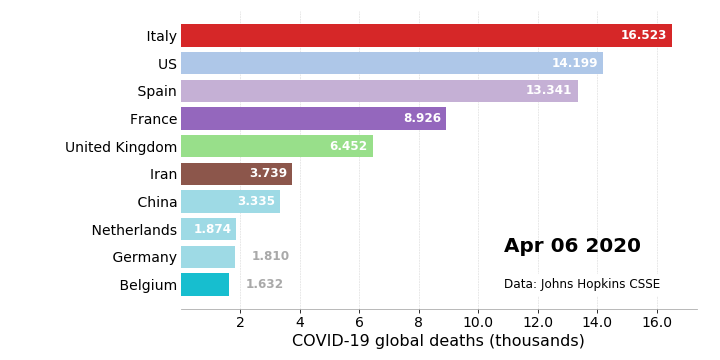 Italy 16.523
US 14.199
Spain 13.341
France 8.926
United Kingdom 6.452
Iran 3.739
China 3.335
Netherlands 1.874
Germany 1.810
Belgium 1.632
Apr 06 2020
Data: Johns Hopkins CSSE
2 4 6 8 10.0 12.0 14.0 16.0
COVID-19 global deaths (thousands)